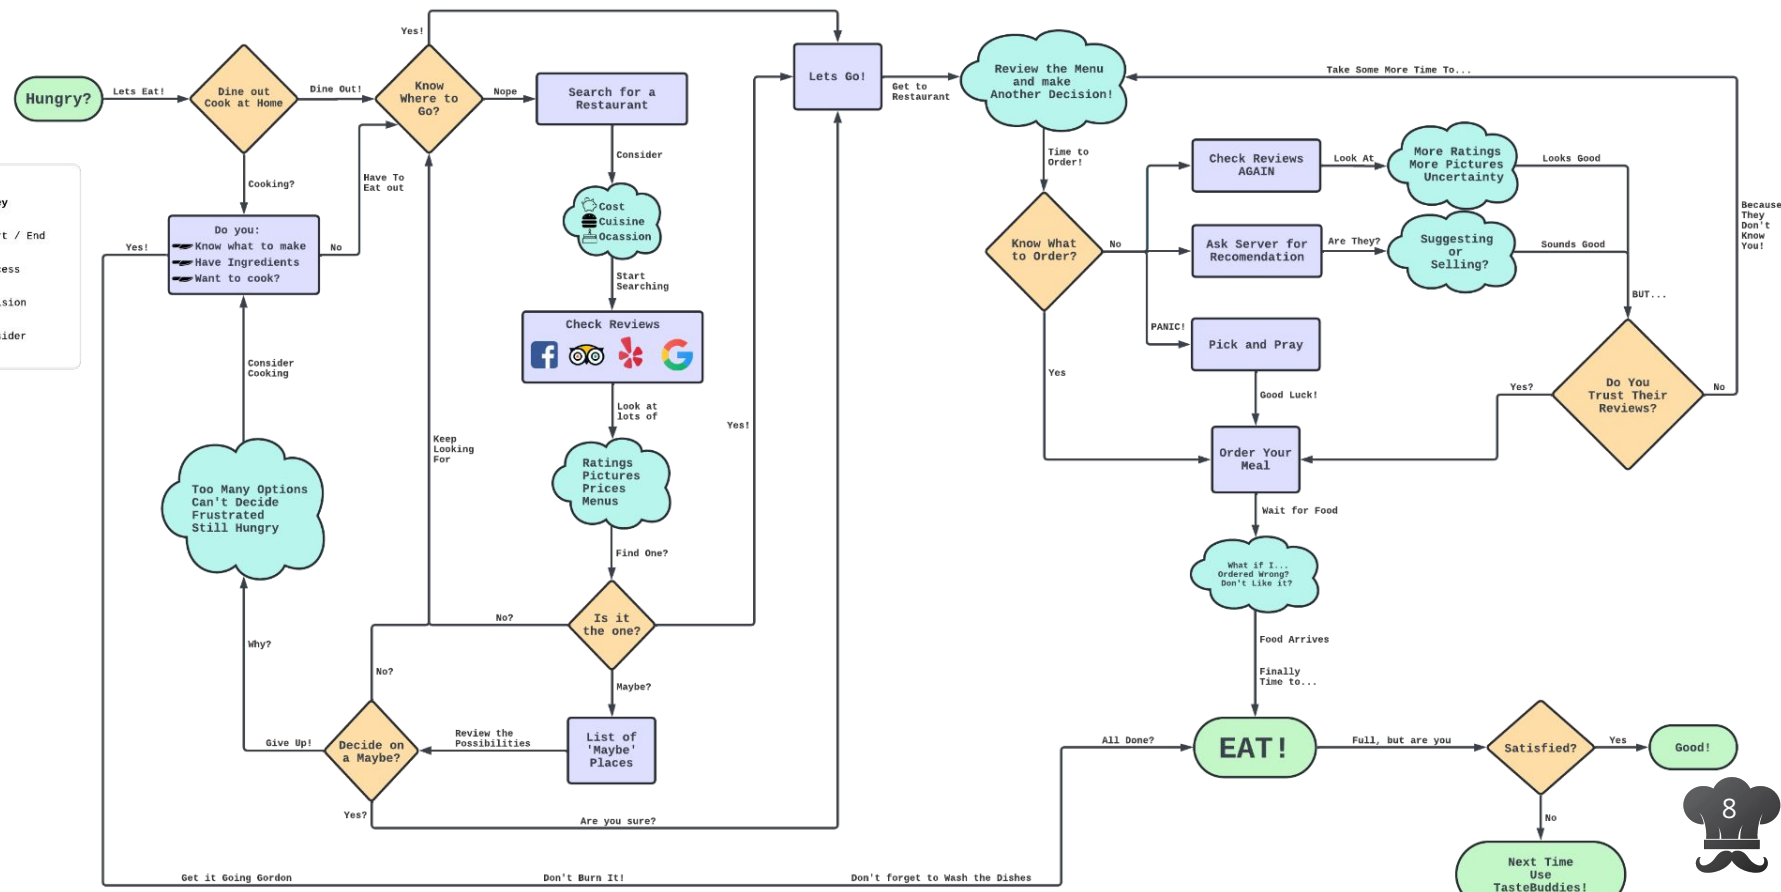 Hungry?
Lets Eat!
Dine out
Cook at Home
Dine Out!
Yes!
Know
Where to
Go?
Nope
Search for a
Restaurant
Lets Go!
Get to
Restaurant
Review the Menu
and make
Another Decision!
Take Some More Time To...
Cooking?
Have To
Eat out
Consider
Time to
Order!
Check Reviews
AGAIN
Look At
More Ratings
More Pictures
Uncertainty
Looks Good
Because
They
Don't
Know
You!
t / End
ess
sion
sider
Yes!
Do you:
Know what to make
Have Ingredients
Want to cook?
No
Cost
Cuisine
Ocassion
Start
Searching
Know What
to Order?
No
Ask Server for
Recomendation
Are They?
Suggesting
or
Selling?
Sounds Good
BUT...
Check Reviews
PANIC!
Pick and Pray
Consider
Cooking
Look at
lots of
Yes
Good Luck!
Do You
Trust Their
Reviews?
Yes?
No
Keep
Looking
For
Yes!
Order Your
Meal
Ratings
Pictures
Prices
Menus
Too Many Options
Can't Decide
Frustrated
Still Hungry
Wait for Food
Find One?
What if I...
Ordered Wrong?
Don't Like it?
No?
Is it
the one?
Why?
No?
Maybe?
Food Arrives
Finally
Time to...
Give Up!
Decide on
a Maybe?
Review the
Possibilities
List of
'Maybe'
Places
All Done?
EAT!
Full, but are you
Satisfied?
Yes
Good!
Yes?
Are you sure?
No
8
Get it Going Gordon
Don't Burn It!
Don't forget to Wash the Dishes
Next Time
Use
TasteBuddies!